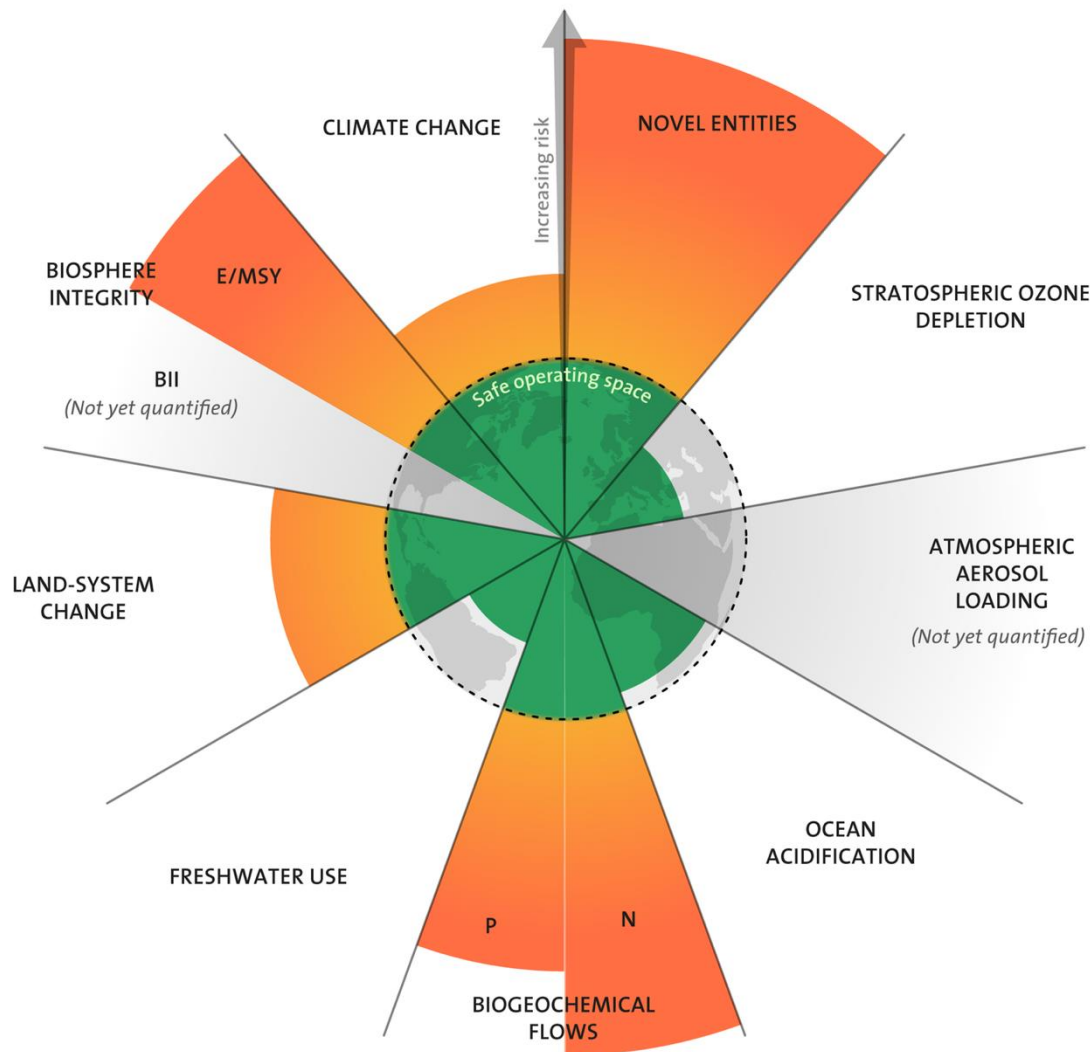 CLIMATE CHANGE
Increasing risk
NOVEL ENTITIES
BIOSPHERE
INTEGRITY
E/MSY
STRATOSPHERIC OZONE
DEPLETION
BII
(Not yet quantified)
Safe operating space
LAND-SYSTEM
CHANGE
ATMOSPHERIC
AEROSOL
LOADING
(Not yet quantified)
FRESHWATER USE
OCEAN
ACIDIFICATION
P
N
BIOGEOCHEMICAL
FLOWS